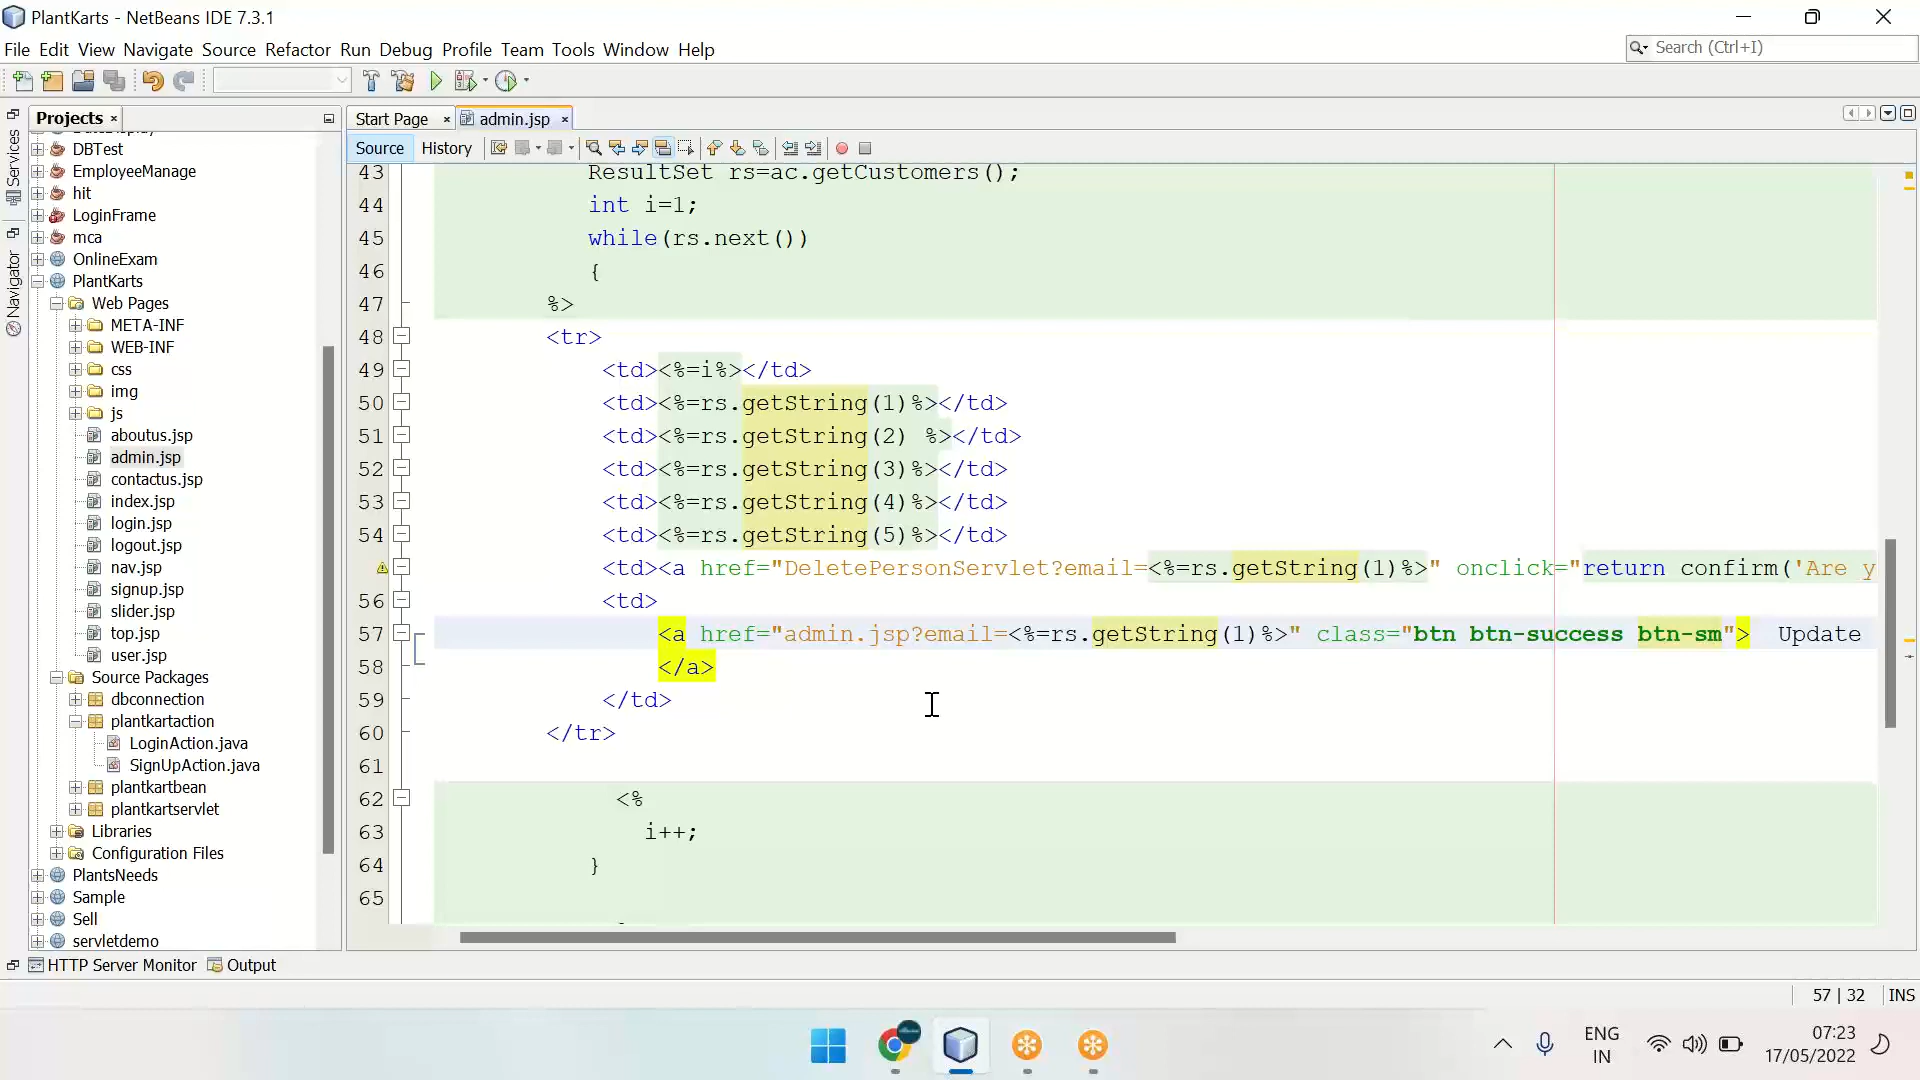 PlantKarts - NetBeans IDE 7.3.1
File Edit View Navigate Source Refactor Run Debug Profile Team Tools Window Help
Search (Ctrl+I)
Services
Navigator
Projects
DBTest
EmployeeManage
hit
LoginFrame
mca
OnlineExam
PlantKarts
Web Pages
META-INF
WEB-INF
css
img
js
aboutus.jsp
admin.jsp
contactus.jsp
index.jsp
login.jsp
logout.jsp
nav.jsp
signup.jsp
slider.jsp
top.jsp
user.jsp
Source Packages
dbconnection
plantkartaction
LoginAction.java
SignUpAction.java
plantkartbean
plantkartservlet
Libraries
Configuration Files
PlantsNeeds
Sample
Sell
servletdemo
Start Page admin.jsp
Source History
43 ResultSet rs=ac.getCustomers();
44 int i=1;
45 while(rs.next())
46 {
47 %>
48 <tr>
49 <td><%=i%></td>
50 <td><%=rs.getString(1)%></td>
51 <td><%=rs.getString(2) %></td>
52 <td><%=rs.getString(3)%></td>
53 <td><%=rs.getString(4)%></td>
54 <td><%=rs.getString(5)%></td>
<td><a href="DeletePersonServlet?email=<%=rs.getString(1)%>" onclick="return confirm('Are y
56 <td>
57 <a href="admin.jsp?email=<%=rs.getString(1)%>" class="btn btn-success btn-sm"> Update
58 </a>
59 </td>
60 </tr>
61
62 <%
63 i++;
64 }
65
HTTP Server Monitor Output
57 | 32 INS
ENG
IN
07:23
17/05/2022